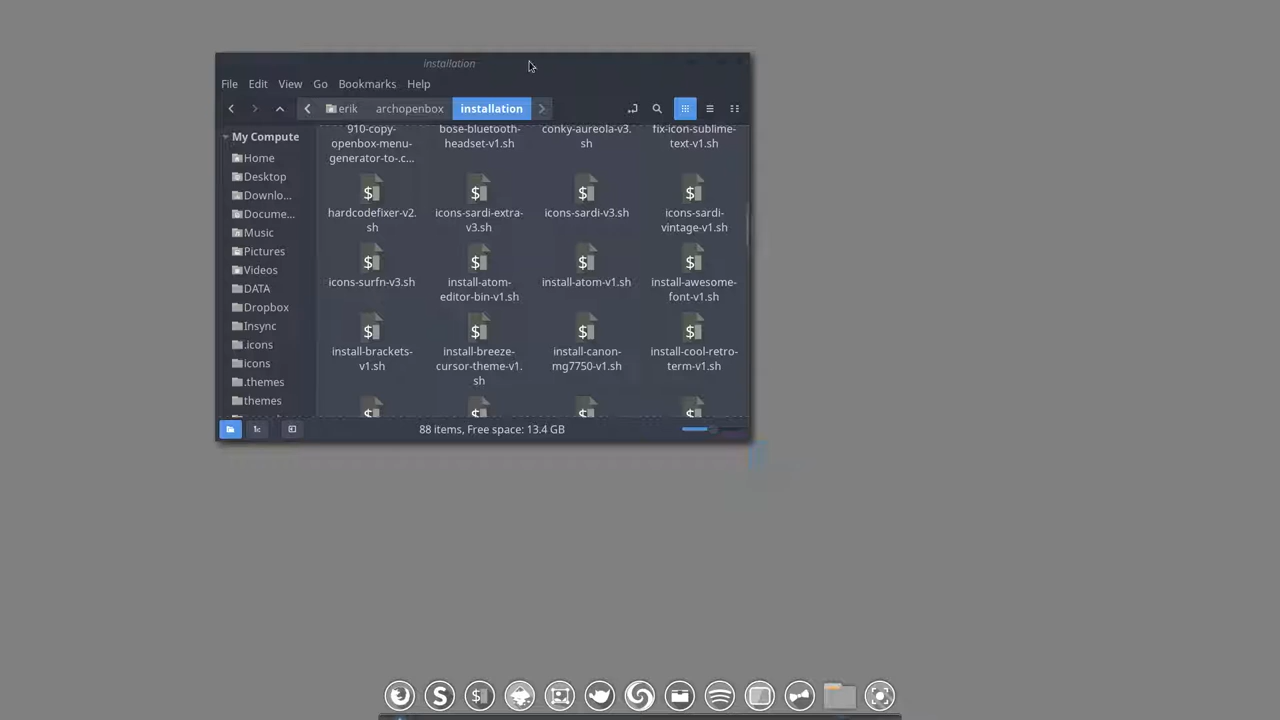 installation
File Edit View Go Bookmarks Help
erik archopenbox installation
My Compute
Home
Desktop
Downlo...
Docume...
Music
Pictures
Videos
DATA
Dropbox
Insync
.icons
icons
.themes
themes
910-copy-
openbox-menu-
generator-to-.c...
bose-bluetooth-
headset-v1.sh
conky-aureola-v3.
sh
fix-icon-sublime-
text-v1.sh
hardcodefixer-v2.
sh
icons-sardi-extra-
v3.sh
icons-sardi-v3.sh
icons-sardi-
vintage-v1.sh
icons-surfn-v3.sh
install-atom-
editor-bin-v1.sh
install-atom-v1.sh
install-awesome-
font-v1.sh
install-brackets-
v1.sh
install-breeze-
cursor-theme-v1.
sh
install-canon-
mg7750-v1.sh
install-cool-retro-
term-v1.sh
88 items, Free space: 13.4 GB